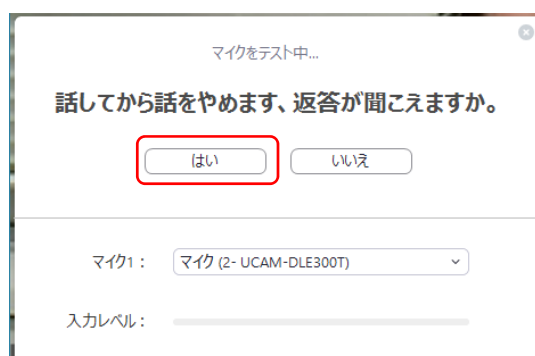 マイクをテスト中...
話してから話をやめます、返答が聞こえますか。
はい いいえ
マイク1： マイク (2- UCAM-DLE300T)
入力レベル：